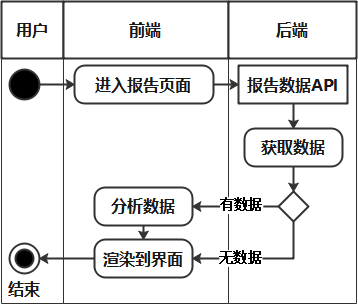 用户
前端
后端
进入报告页面
报告数据API
获取数据
有数据
分析数据
无数据
渲染到界面
结束